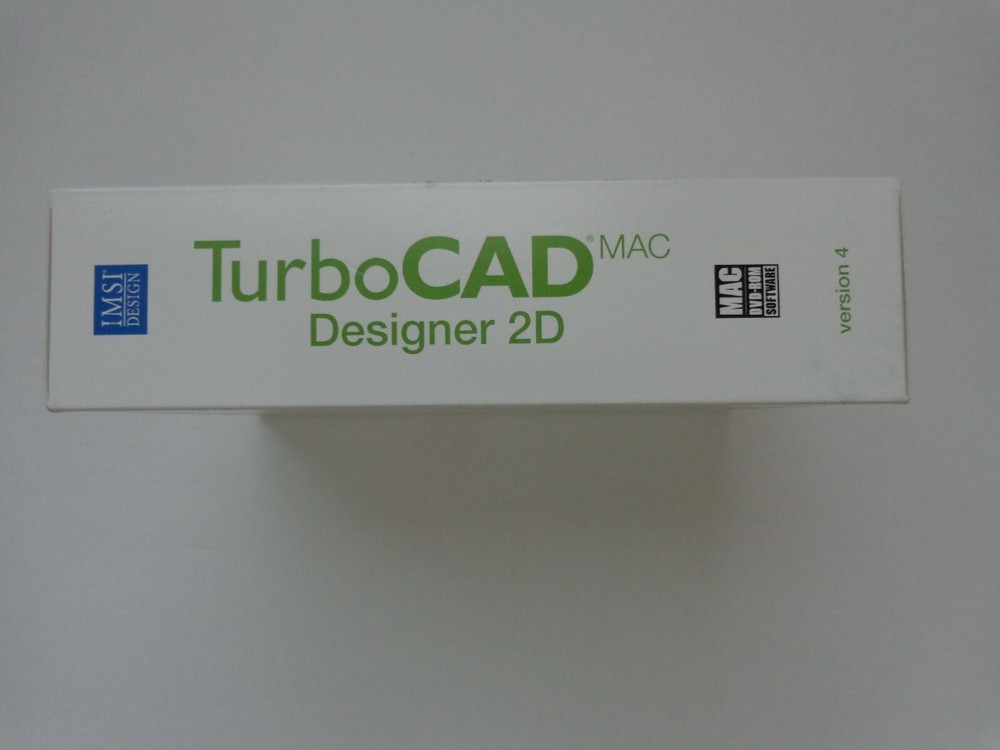 IMSI®
DESIGN
TurboCAD® MAC
Designer 2D
MAC
DVD-ROM
SOFTWARE
version 4